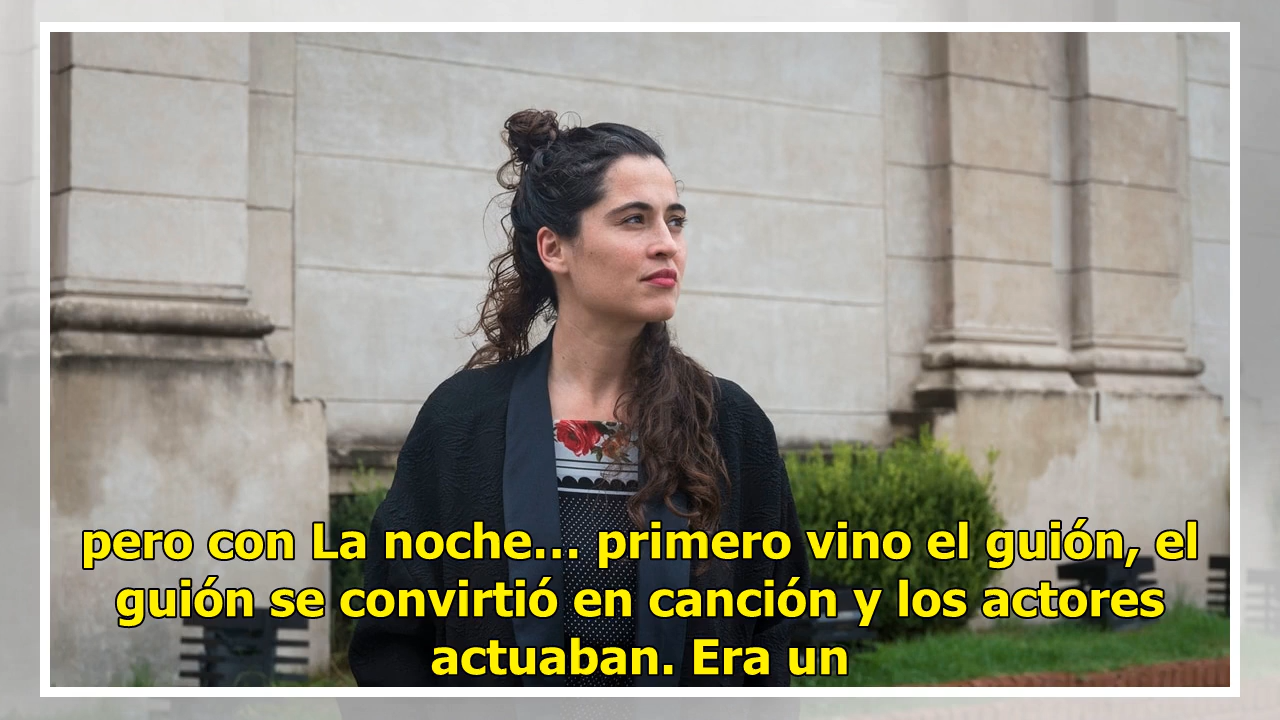 pero con La noche... primero vino el guión, el
guión se convirtió en canción y los actores
actuaban. Era un